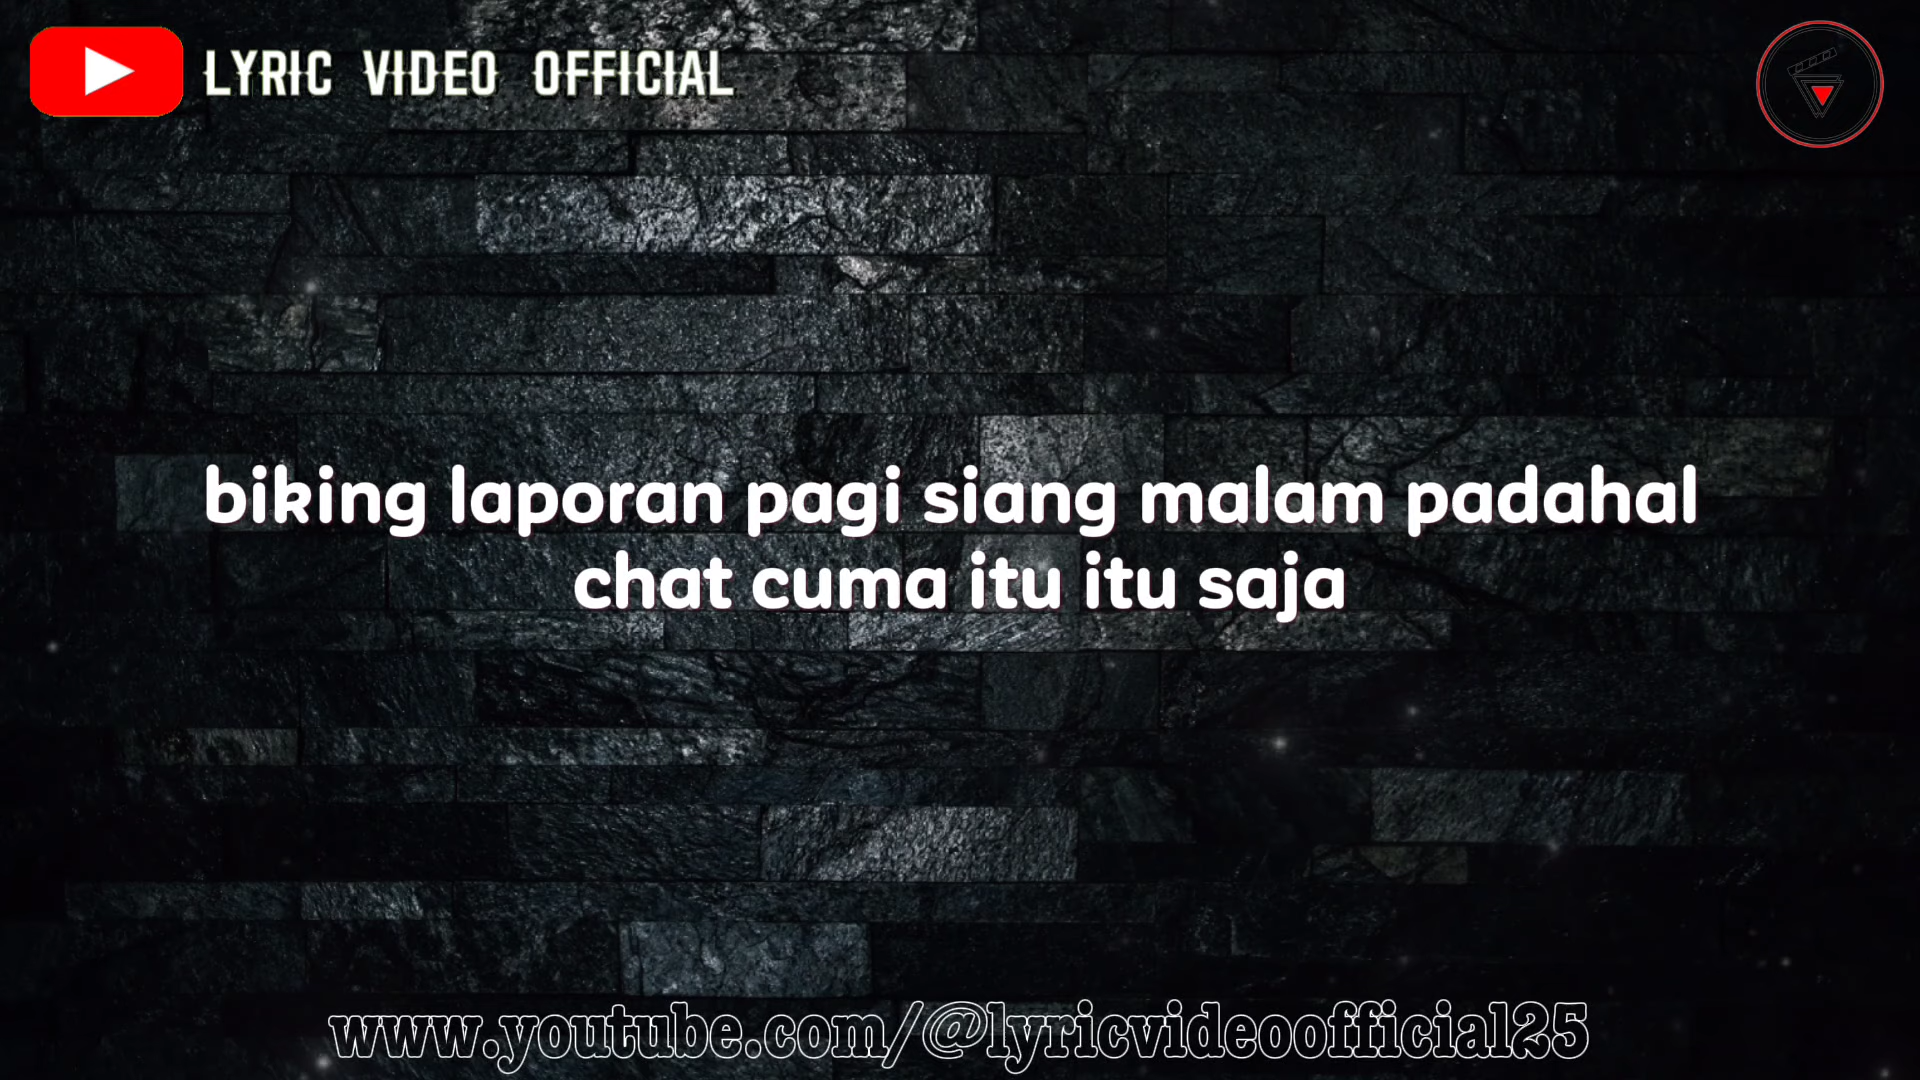 LYRIC VIDEO OFFICIAL
biking laporan pagi siang malam padahal
chat cuma itu itu saja
www.youtube.com/@lyricvideoofficial25